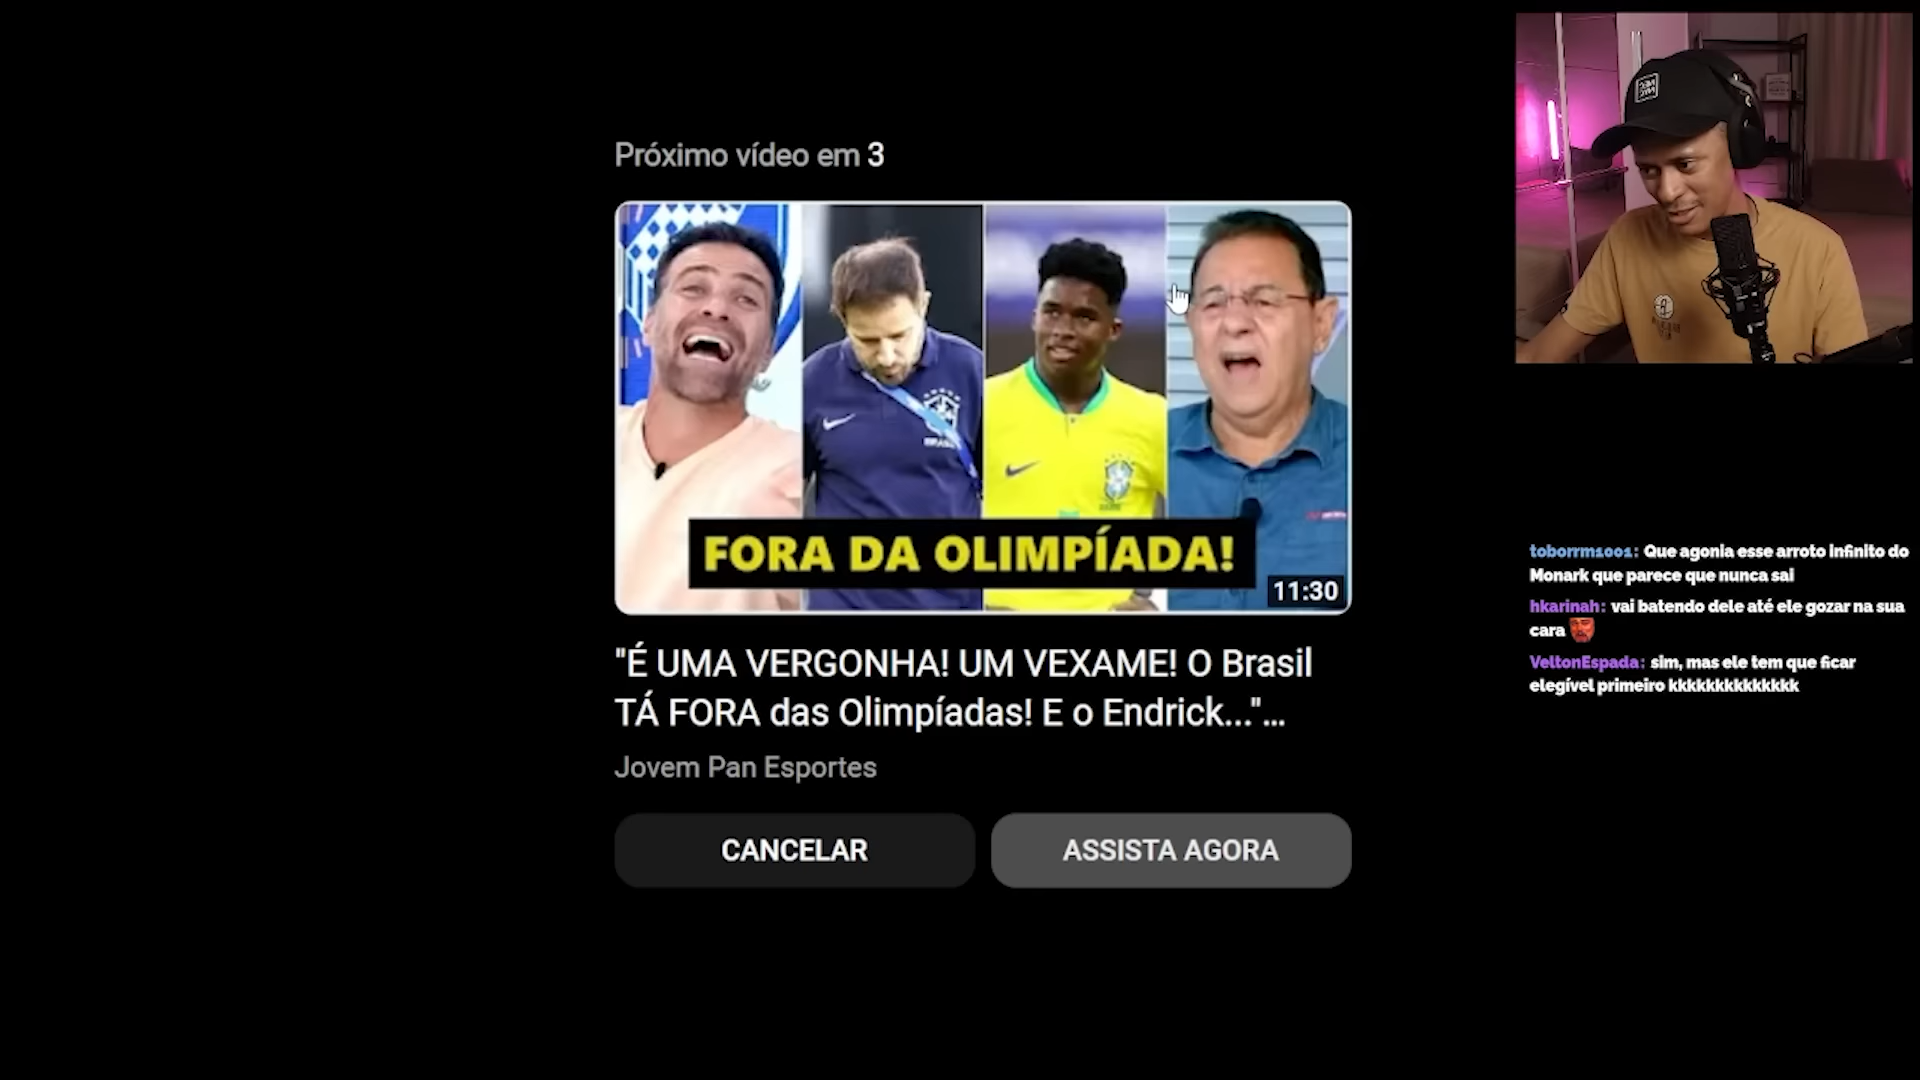 Próximo vídeo em 3
FORA DA OLIMPÍADA!
11:30
"É UMA VERGONHA! UM VEXAME! O Brasil
TÁ FORA das Olimpíadas! E o Endrick..."...
Jovem Pan Esportes
CANCELAR
ASSISTA AGORA
toborrm1001: Que agonia esse arroto infinito do
Monark que parece que nunca sai
hkarinah: vai batendo dele até ele gozar na sua
cara
VeltonEspada: sim, mas ele tem que ficar
elegível primeiro kkkkkkkkkkkkkk